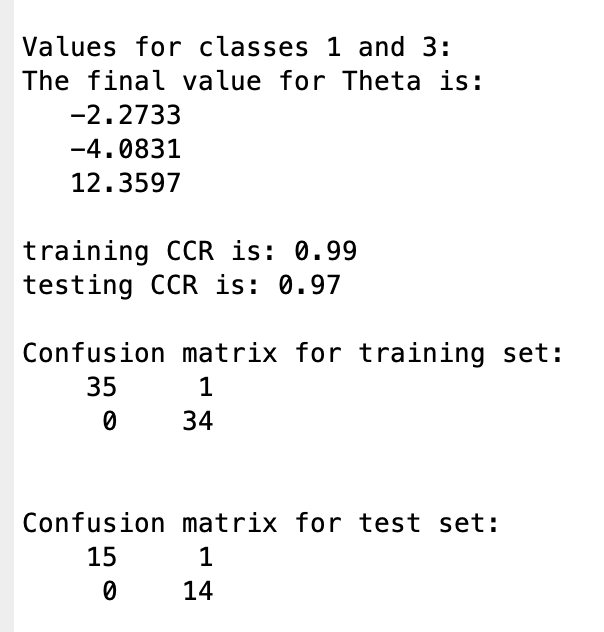 Values for classes 1 and 3:
The final value for Theta is:
-2.2733
-4.0831
12.3597
training CCR is: 0.99
testing CCR is: 0.97
Confusion matrix for training set:
35 1
0 34
Confusion matrix for test set:
15 1
0 14